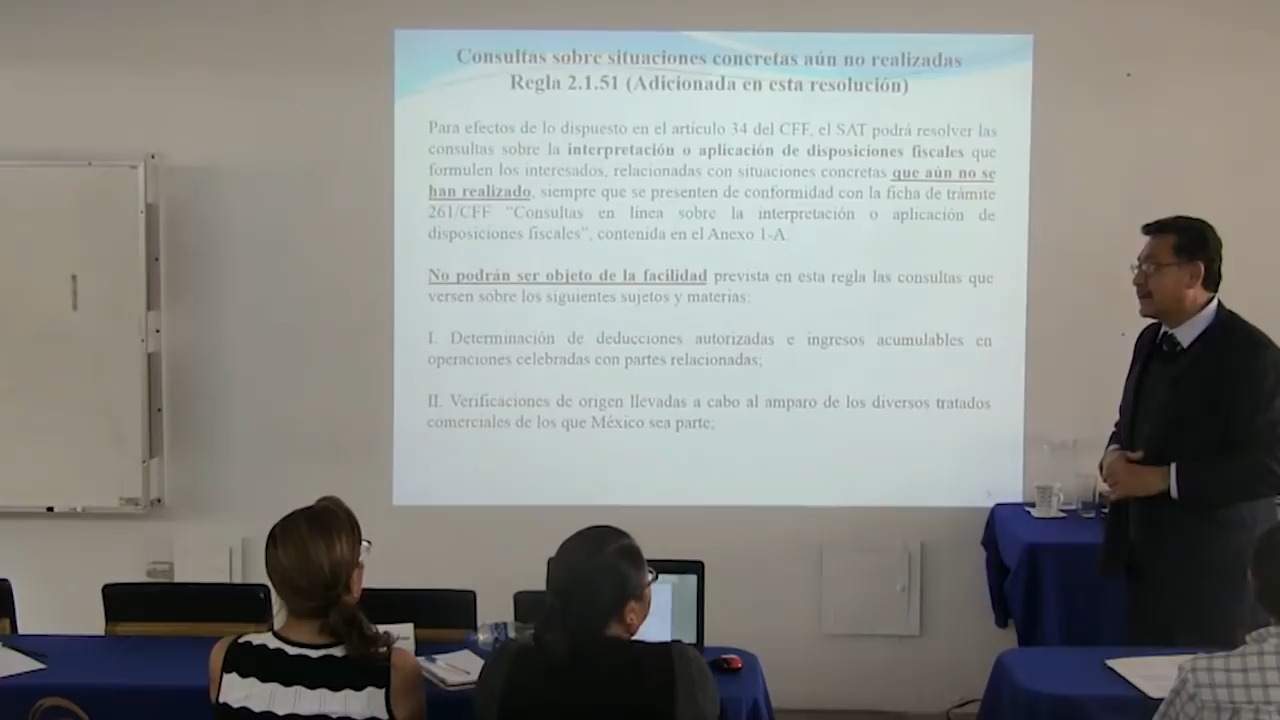 Consultas sobre situaciones concretas aún no realizadas
Regla 2.1.51 (Adicionada en esta resolución)
Para efectos de lo dispuesto en el artículo 34 del CFF, el SAT podrá resolver las
consultas sobre la interpretación o aplicación de disposiciones fiscales que
formulen los interesados, relacionadas con situaciones concretas que aún no se
han realizado, siempre que se presenten de conformidad con la ficha de trámite
261/CFF "Consultas en línea sobre la interpretación o aplicación de
disposiciones fiscales", contenida en el Anexo 1-A.
No podrán ser objeto de la facilidad prevista en esta regla las consultas que
versen sobre los siguientes sujetos y materias:
I. Determinación de deducciones autorizadas e ingresos acumulables en
operaciones celebradas con partes relacionadas;
II. Verificaciones de origen llevadas a cabo al amparo de los diversos tratados
comerciales de los que México sea parte;